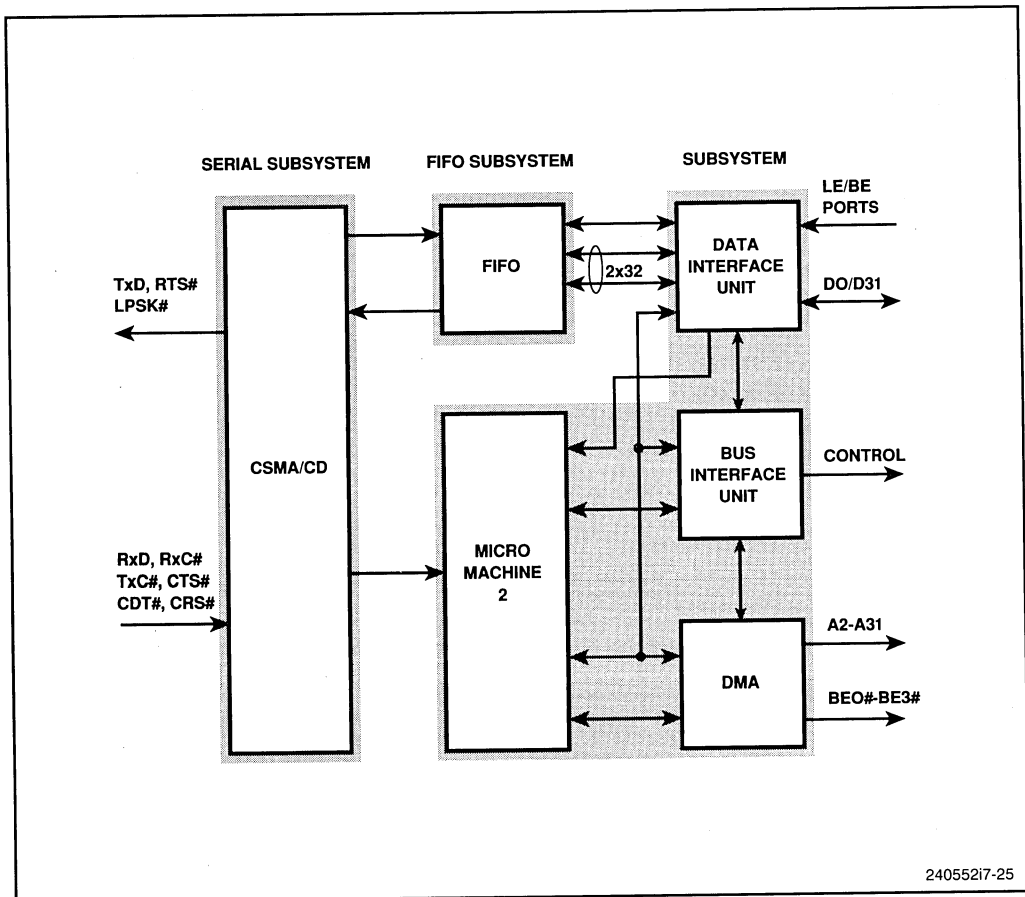 SERIAL SUBSYSTEM
FIFO SUBSYSTEM
SUBSYSTEM
LE/BE
PORTS
DATA
INTERFACE
UNIT
FIFO
2x32
DO/D31
TxD, RTS#
LPSK#
CSMA/CD
BUS
INTERFACE
UNIT
CONTROL
MICRO
MACHINE
2
RxD, RxC#
TxC#, CTS#
CDT#, CRS#
DMA
A2-A31
BEO#-BE3#
240552i7-25